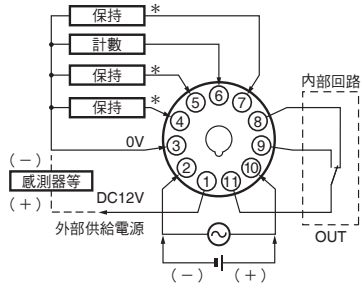 保持 *
計數
保持 *
保持 *
内部回路
5
6
7
4
8
3
9
2
10
1
11
0V
(－)
感測器等
(＋)
DC12V
外部供給電源
OUT
(－) (＋)